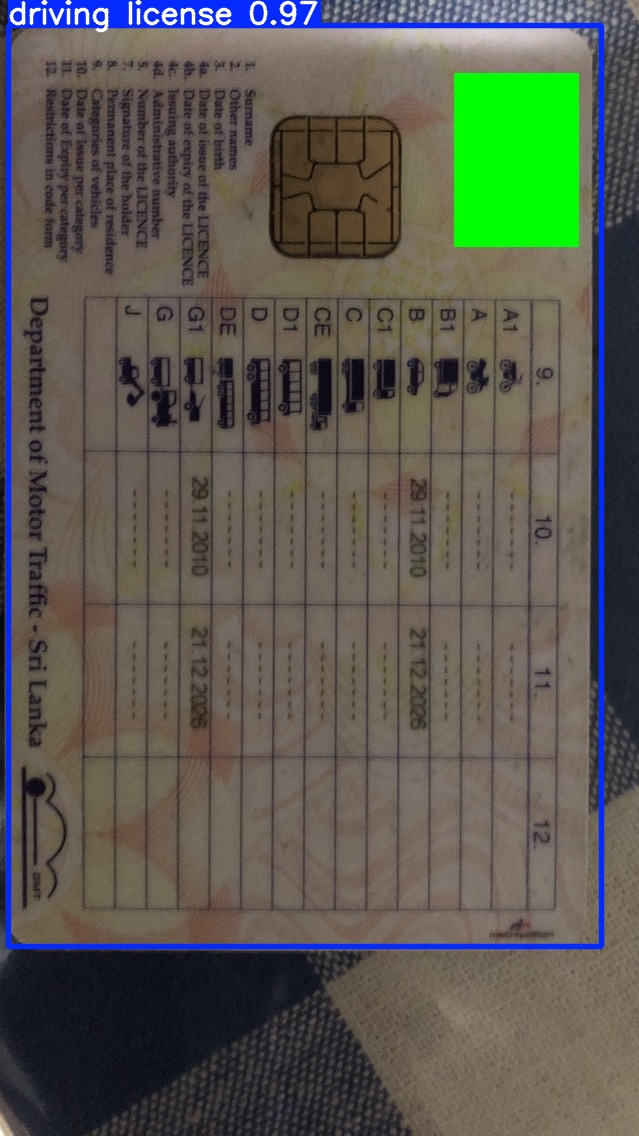 driving license 0.97
1. Surname
2. Other names
3. Date of birth
4a. Date of issue of the LICENCE
4b. Date of expiry of the LICENCE
4c. Issuing authority
4d. Administrative number
5. Number of the LICENCE
7. Signature of the holder
8. Permanent place of residence
9. Categories of vehicles
10. Date of Issue per category
11. Date of Expiry per category
12. Restrictions in code form
9. 10. 11. 12.
A1 ------- -------
A ------- -------
B1 ------- -------
B 29.11.2010 21.12.2026
C1 ------- -------
C ------- -------
CE ------- -------
D1 ------- -------
D ------- -------
DE ------- -------
G1 29.11.2010 21.12.2026
G ------- -------
J ------- -------
Department of Motor Traffic - Sri Lanka
metropolitan